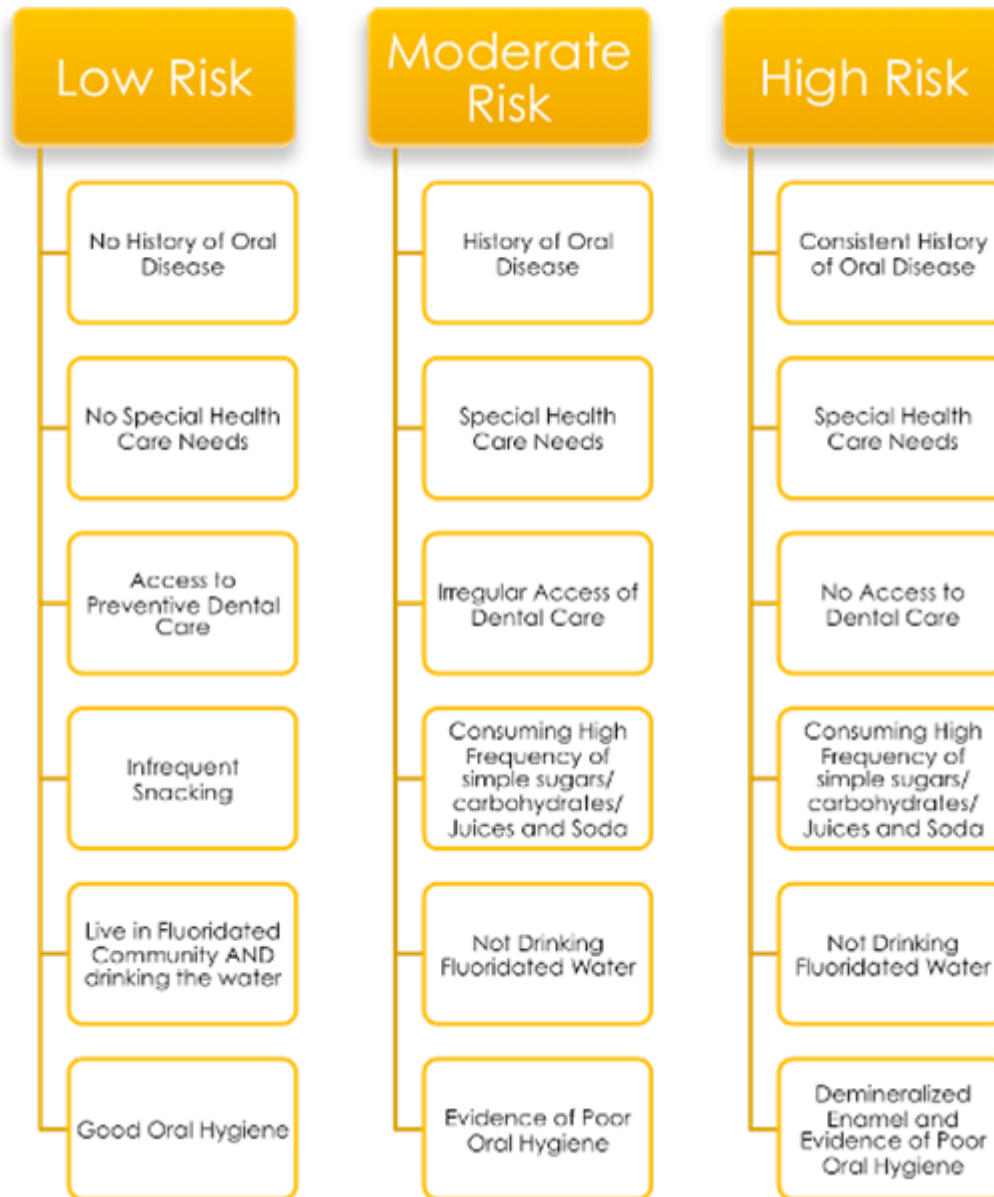 Low Risk
No History of Oral
Disease
No Special Health
Care Needs
Access to
Preventive Dental
Care
Infrequent
Snacking
Live in Fluoridated
Community AND
drinking the water
Good Oral Hygiene
Moderate
Risk
History of Oral
Disease
Special Health
Care Needs
Irregular Access of
Dental Care
Consuming High
Frequency of
simple sugars/
carbohydrates/
Juices and Soda
Not Drinking
Fluoridated Water
Evidence of Poor
Oral Hygiene
High Risk
Consistent History
of Oral Disease
Special Health
Care Needs
No Access to
Dental Care
Consuming High
Frequency of
simple sugars/
carbohydrates/
Juices and Soda
Not Drinking
Fluoridated Water
Demineralized
Enamel and
Evidence of Poor
Oral Hygiene